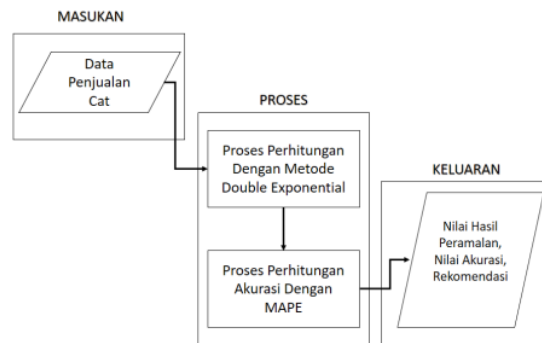 MASUKAN
Data
Penjualan
Cat
PROSES
Proses Perhitungan
Dengan Metode
Double Exponential
Proses Perhitungan
Akurasi Dengan
MAPE
KELUARAN
Nilai Hasil
Peramalan,
Nilai Akurasi,
Rekomendasi